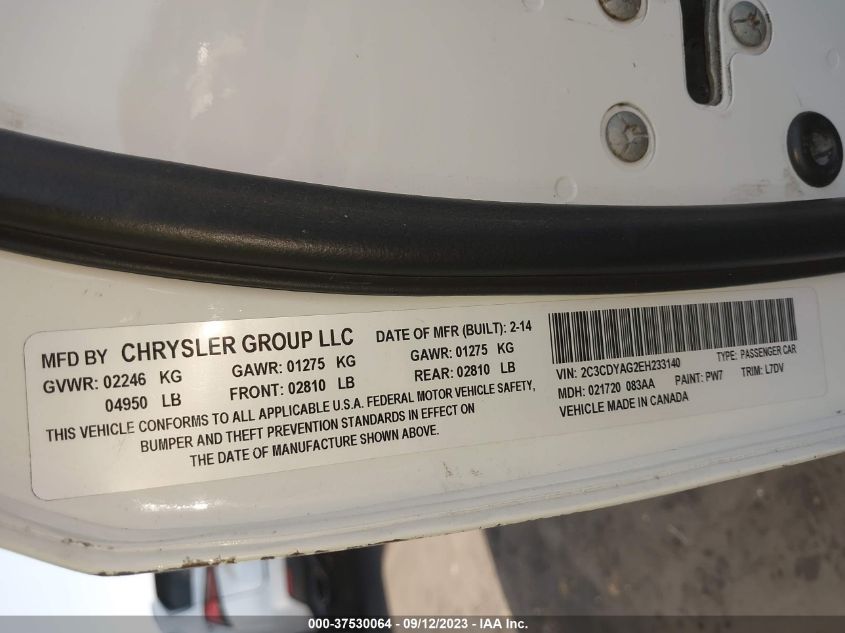 MFD BY CHRYSLER GROUP LLC DATE OF MFR (BUILT): 2-14
GVWR: 02246 KG GAWR: 01275 KG GAWR: 01275 KG
04950 LB FRONT: 02810 LB REAR: 02810 LB
THIS VEHICLE CONFORMS TO ALL APPLICABLE U.S.A. FEDERAL MOTOR VEHICLE SAFETY,
BUMPER AND THEFT PREVENTION STANDARDS IN EFFECT ON
THE DATE OF MANUFACTURE SHOWN ABOVE.
VIN: 2C3CDYAG2EH233140 TYPE: PASSENGER CAR
MDH: 021720 083AA PAINT: PW7 TRIM: L7DV
VEHICLE MADE IN CANADA
000-37530064 - 09/12/2023 - IAA Inc.